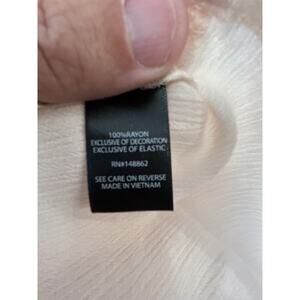 100%RAYON
EXCLUSIVE OF DECORATION
EXCLUSIVE OF ELASTIC
RN#148862
SEE CARE ON REVERSE
MADE IN VIETNAM